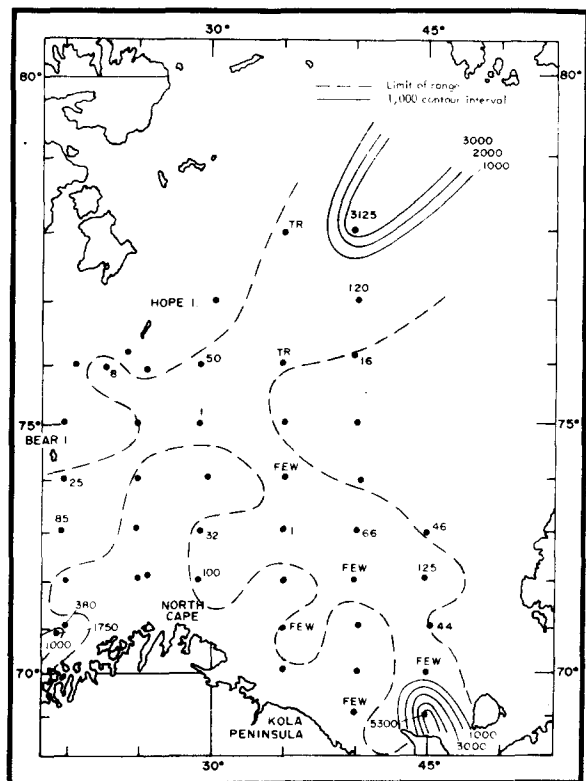 30° 45°
80° 80°
Limit of range
1,000 contour interval
3000
2000
1000
3125
TR
HOPE I.
120
50
TR
16
8
75° 1 75°
BEAR I.
FEW
25
85
32
1
66
46
100
FEW
125
380
NORTH
CAPE
1750
FEW
44
1000
70° FEW 70°
FEW
5300
1000
3000
KOLA
PENINSULA
30° 45°